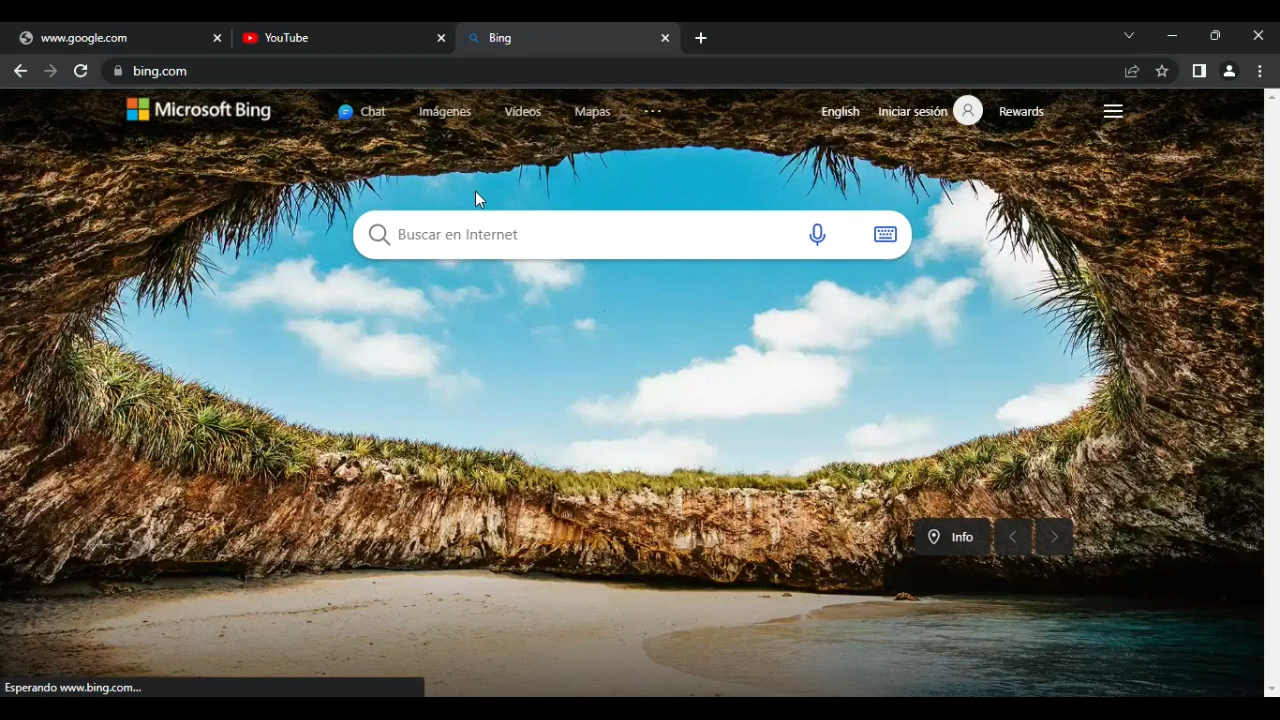 www.google.com
YouTube
Bing
bing.com
Microsoft Bing
Chat
Imágenes
Vídeos
Mapas
English
Iniciar sesión
Rewards
Buscar en Internet
Info
Esperando www.bing.com...